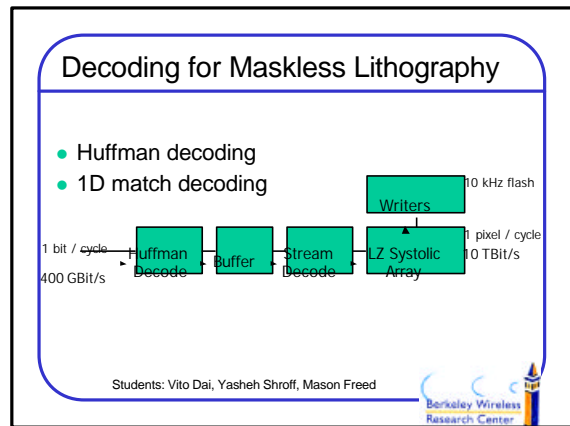 Decoding for Maskless Lithography
Huffman decoding
1D match decoding
10 kHz flash
Writers
1 bit / cycle
400 GBit/s
Huffman
Decode
Buffer
Stream
Decode
LZ Systolic
Array
1 pixel / cycle
10 TBit/s
Students: Vito Dai, Yasheh Shroff, Mason Freed
Berkeley Wireless
Research Center